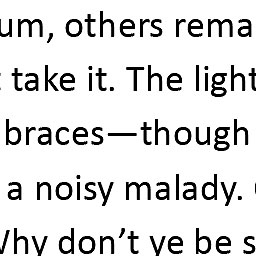 um, others rema
take it. The light
braces—though
a noisy malady.
Why don’t ye be s